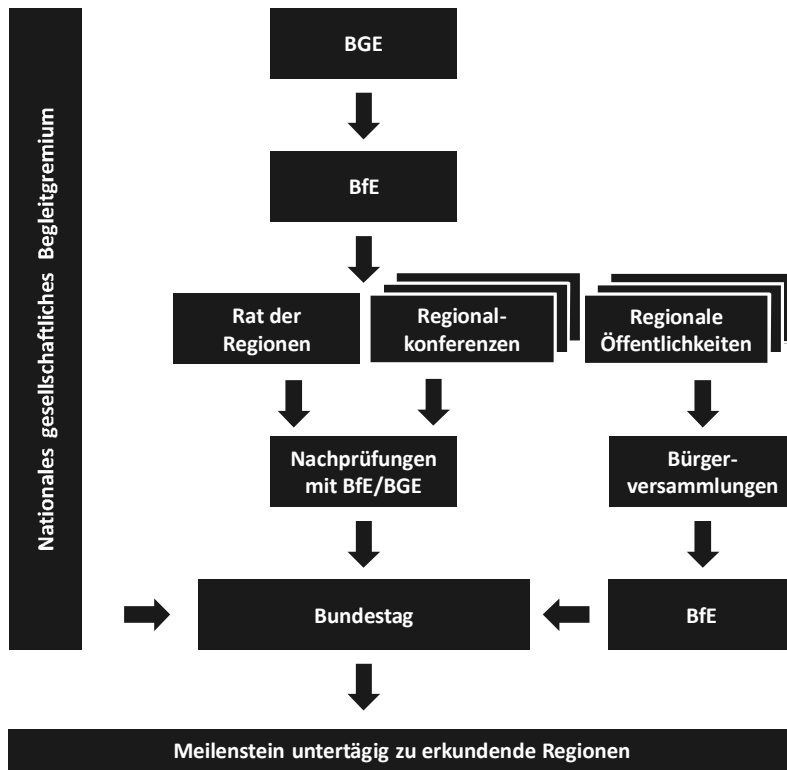 Nationales gesellschaftliches Begleitgremium
BGE
BfE
Rat der
Regionen
Regional-
konferenzen
Regionale
Öffentlichkeiten
Nachprüfungen
mit BfE/BGE
Bürger-
versammlungen
Bundestag
BfE
Meilenstein untertägig zu erkundende Regionen